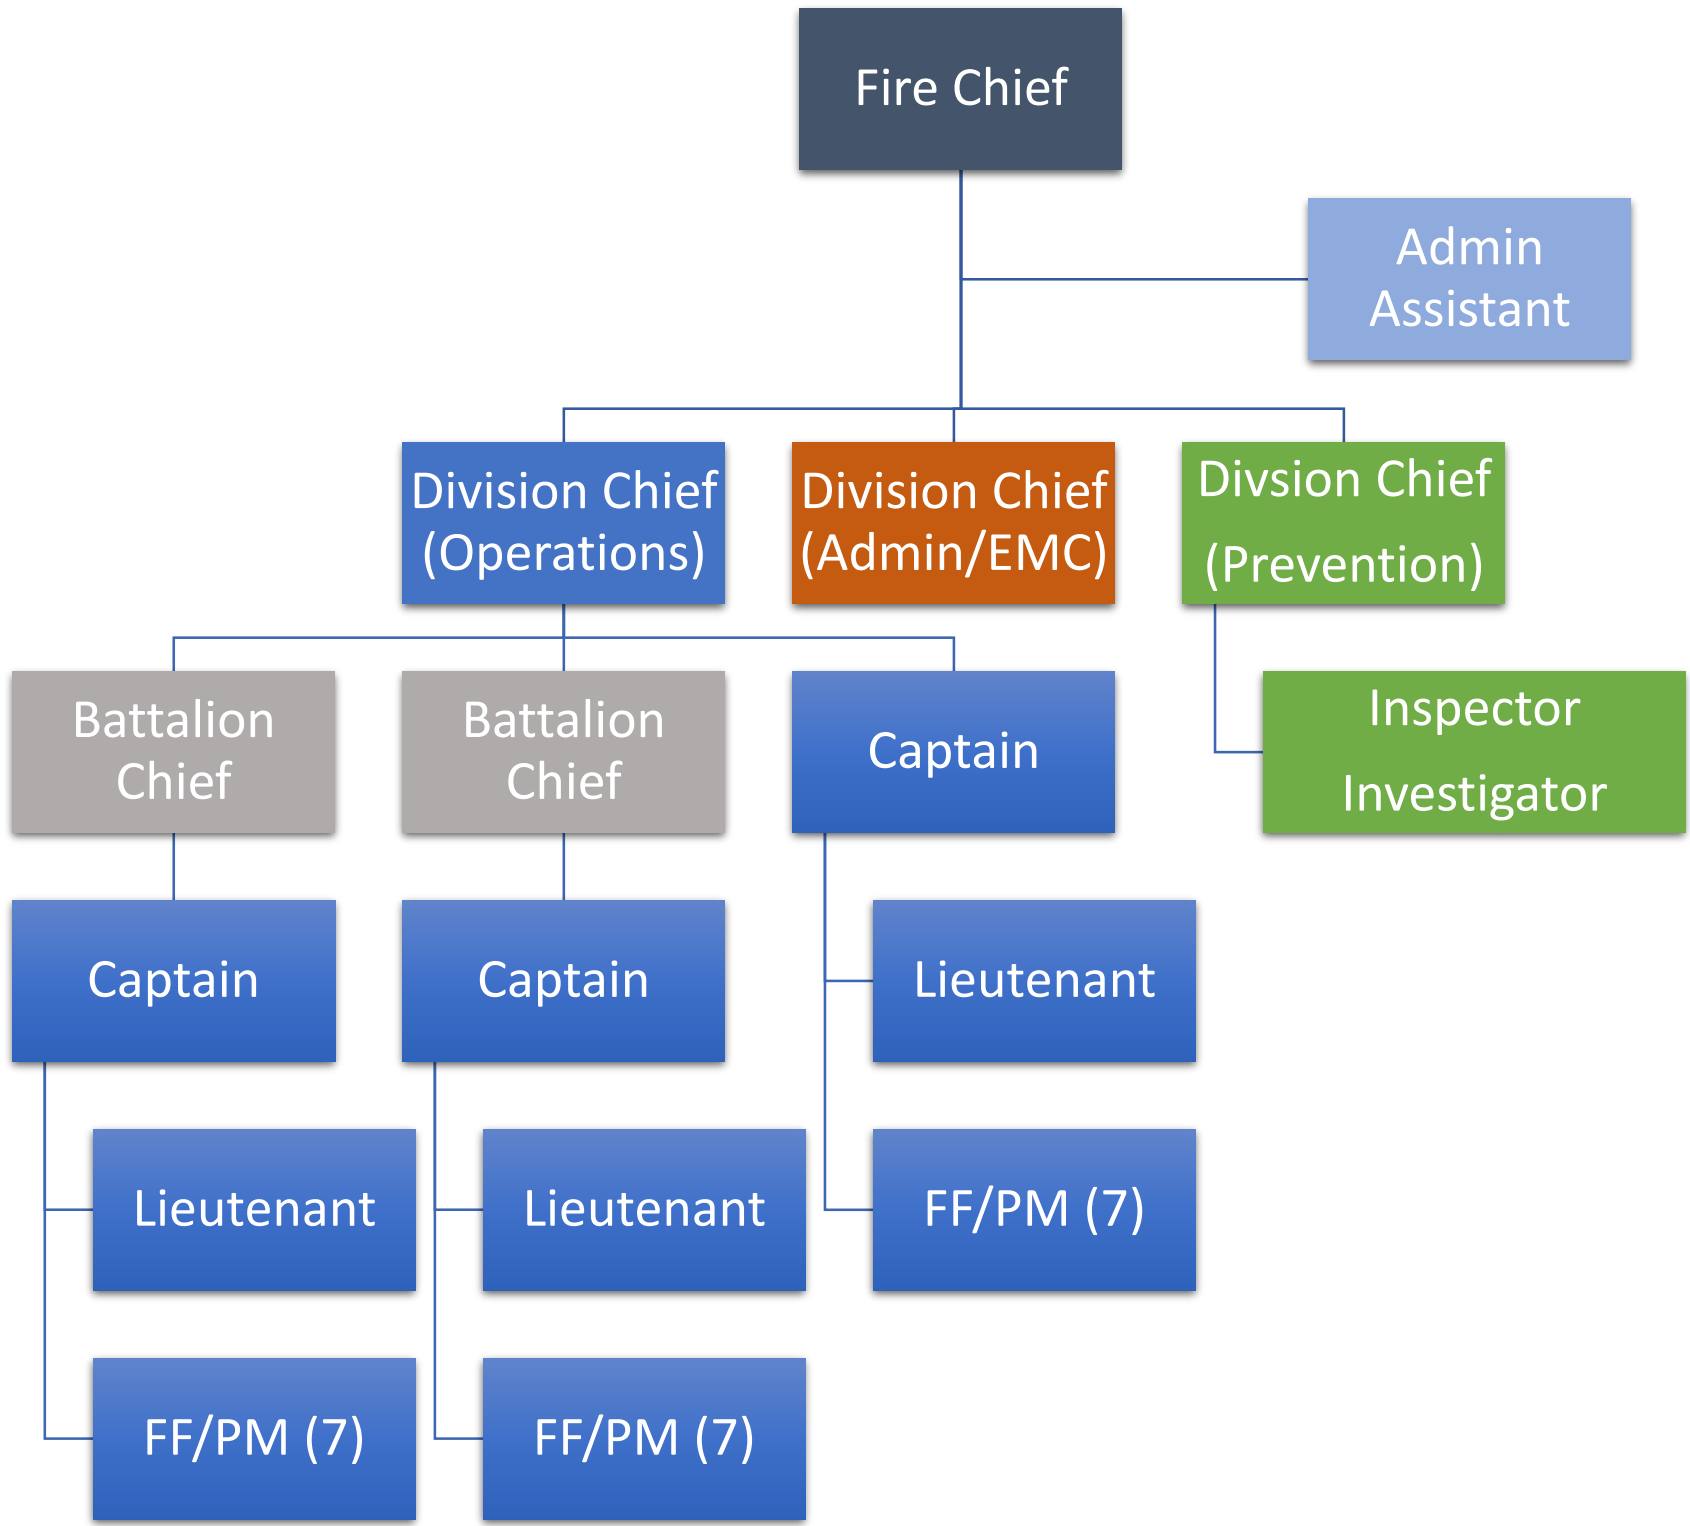 Fire Chief
Admin
Assistant
Division Chief
(Operations)
Division Chief
(Admin/EMC)
Divsion Chief
(Prevention)
Battalion
Chief
Battalion
Chief
Captain
Inspector
Investigator
Captain
Captain
Lieutenant
Lieutenant
Lieutenant
FF/PM (7)
FF/PM (7)
FF/PM (7)